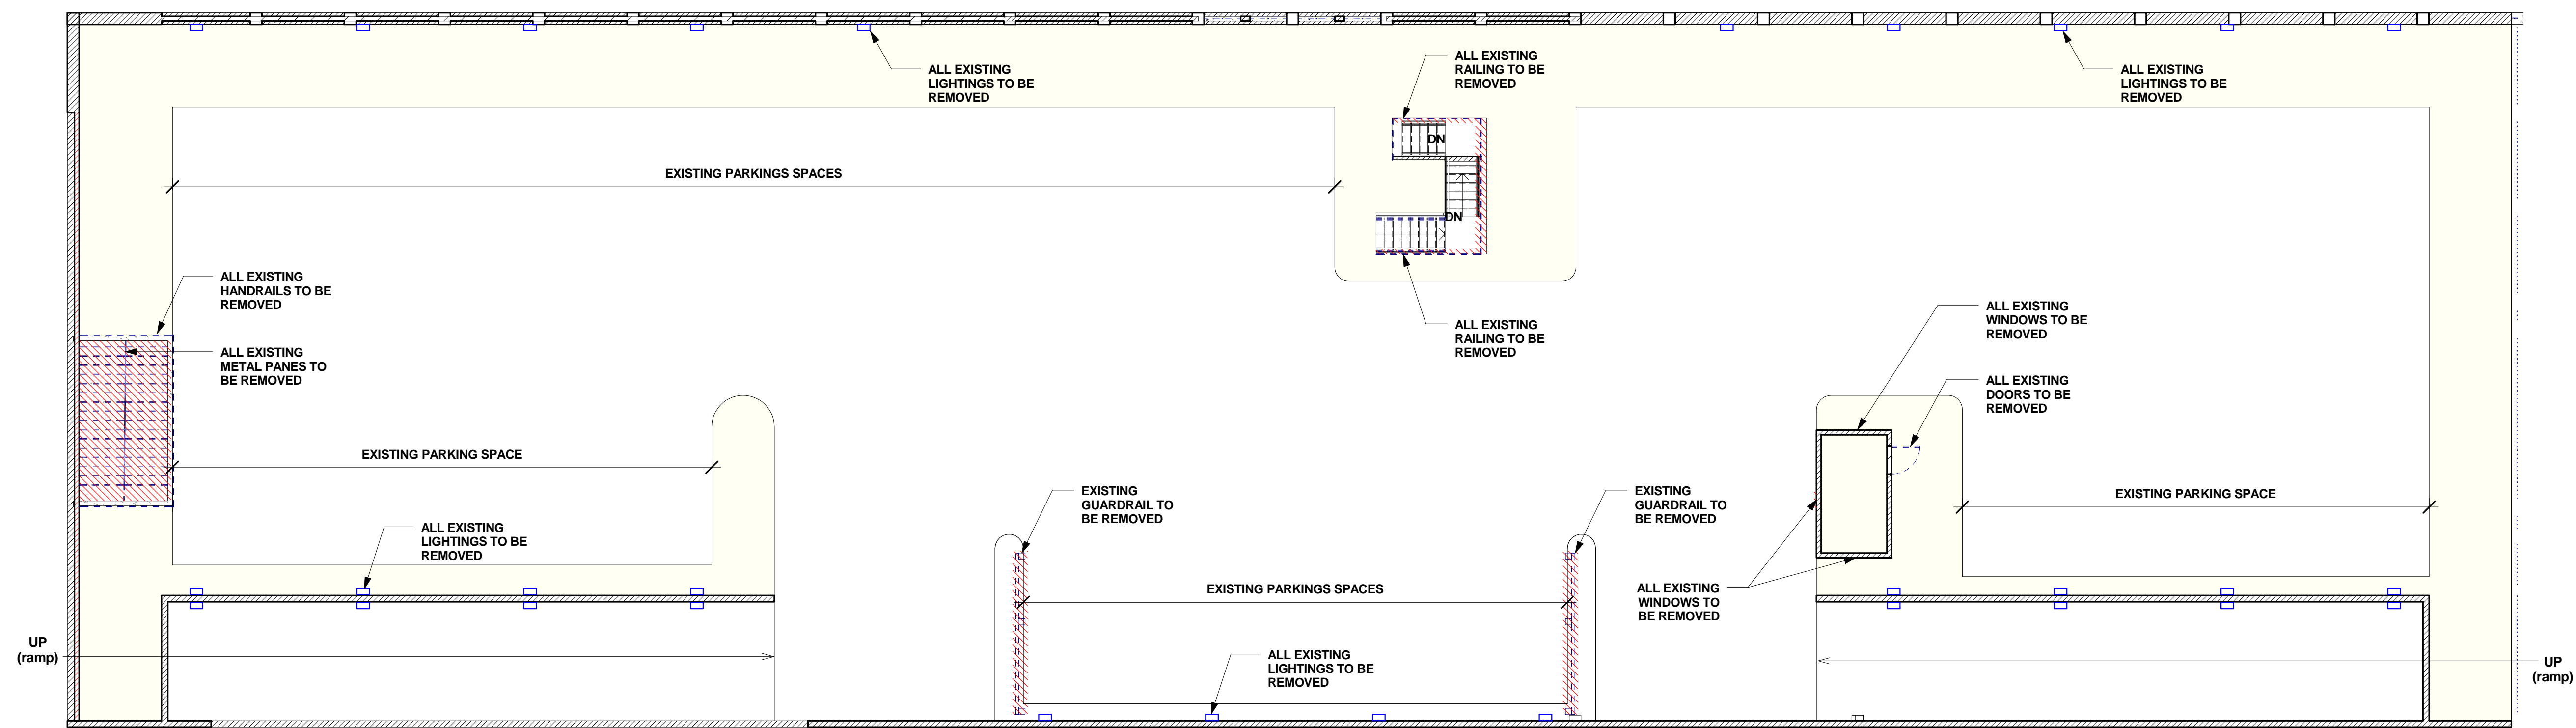 ALL EXISTING
LIGHTINGS TO BE
REMOVED
ALL EXISTING
RAILING TO BE
REMOVED
ALL EXISTING
LIGHTINGS TO BE
REMOVED
DN
EXISTING PARKINGS SPACES
DN
ALL EXISTING
HANDRAILS TO BE
REMOVED
ALL EXISTING
RAILING TO BE
REMOVED
ALL EXISTING
WINDOWS TO BE
REMOVED
ALL EXISTING
METAL PANES TO
BE REMOVED
ALL EXISTING
DOORS TO BE
REMOVED
EXISTING PARKING SPACE
EXISTING
GUARDRAIL TO
BE REMOVED
EXISTING
GUARDRAIL TO
BE REMOVED
EXISTING PARKING SPACE
ALL EXISTING
LIGHTINGS TO BE
REMOVED
EXISTING PARKINGS SPACES
ALL EXISTING
WINDOWS TO
BE REMOVED
UP
(ramp)
ALL EXISTING
LIGHTINGS TO BE
REMOVED
UP
(ramp)